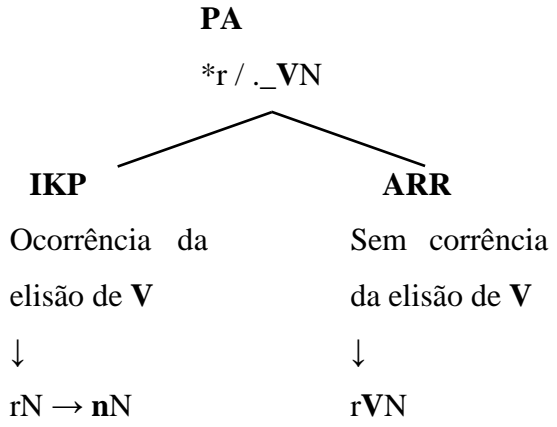 PA
*r / ._VN
IKP ARR
Ocorrência da Sem corrência
elisão de V da elisão de V
↓ ↓
rN → nN rVN